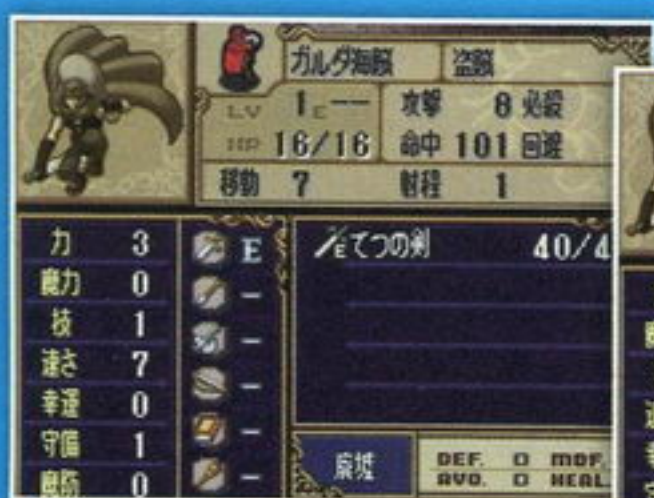 ガルダ海賊 盗賊
LV 1 E -- 攻撃 8 必殺
HP 16/16 命中 101 回避
移動 7 射程 1
力 3 E
魔力 0 -
技 1 -
速さ 7 -
幸運 0 -
守備 1 -
魔防 0
E てつの剣 40/4
廃墟
DEF. 0 MDF.
AVO. 0 HEAL